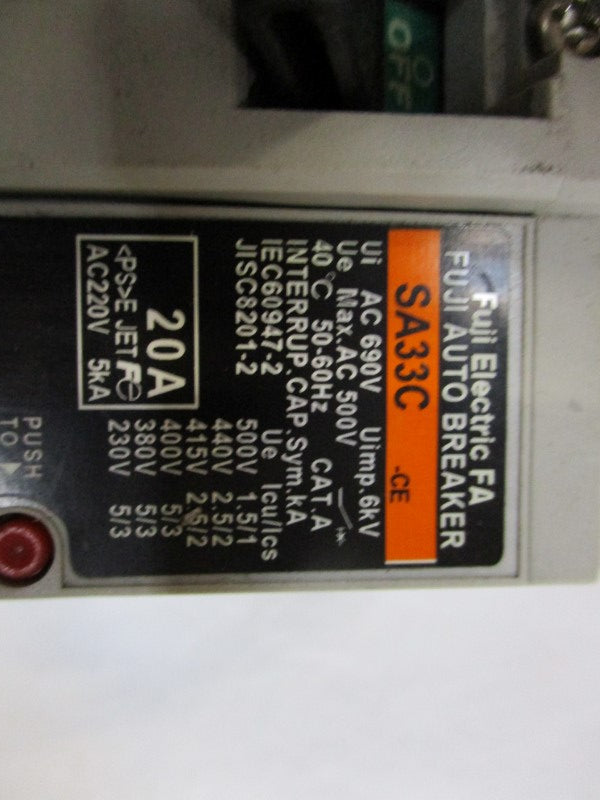 OFF
Fuji Electric FA
FUJI AUTO BREAKER
SA33C -CE
Ui AC 690V Uimp.6kV
Ue Max.AC 500V
40℃ 50-60Hz CAT.A
INTERRUP.CAP.Sym.kA
IEC60947-2 Ue Icu/Ics
JISC8201-2 500V 1.5/1
440V 2.5/2
415V 2.5/2
400V 5/3
380V 5/3
230V 5/3
20A
<PS>E JET
AC220V 5kA
PUSH
TO